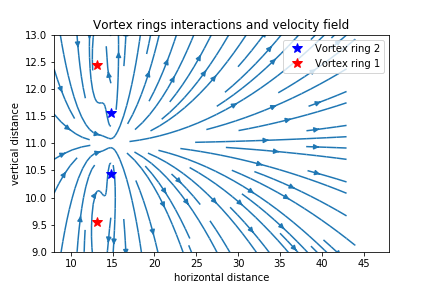 Vortex rings interactions and velocity field
13.0
12.5
12.0
11.5
11.0
10.5
10.0
9.5
9.0
vertical distance
Vortex ring 2
Vortex ring 1
10 15 20 25 30 35 40 45
horizontal distance